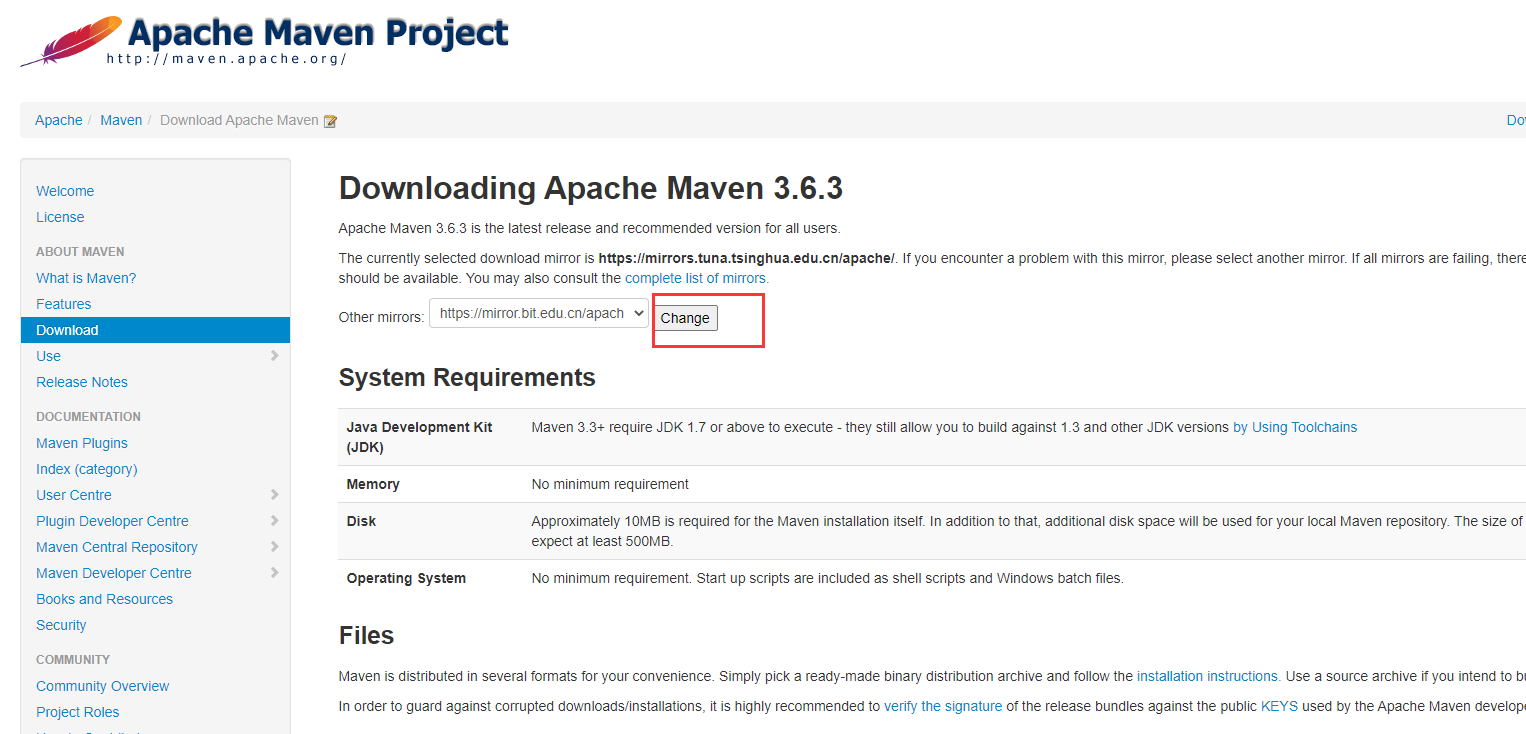 Apache Maven Project
http://maven.apache.org/
Apache / Maven / Download Apache Maven
Welcome
License
ABOUT MAVEN
What is Maven?
Features
Download
Use
Release Notes
DOCUMENTATION
Maven Plugins
Index (category)
User Centre
Plugin Developer Centre
Maven Central Repository
Maven Developer Centre
Books and Resources
Security
COMMUNITY
Community Overview
Project Roles
Downloading Apache Maven 3.6.3
Apache Maven 3.6.3 is the latest release and recommended version for all users.
The currently selected download mirror is https://mirrors.tuna.tsinghua.edu.cn/apache/. If you encounter a problem with this mirror, please select another mirror. If all mirrors are failing, there
should be available. You may also consult the complete list of mirrors.
Other mirrors: https://mirror.bit.edu.cn/apach Change
System Requirements
Java Development Kit Maven 3.3+ require JDK 1.7 or above to execute - they still allow you to build against 1.3 and other JDK versions by Using Toolchains
(JDK)
Memory No minimum requirement
Disk Approximately 10MB is required for the Maven installation itself. In addition to that, additional disk space will be used for your local Maven repository. The size of
expect at least 500MB.
Operating System No minimum requirement. Start up scripts are included as shell scripts and Windows batch files.
Files
Maven is distributed in several formats for your convenience. Simply pick a ready-made binary distribution archive and follow the installation instructions. Use a source archive if you intend to
In order to guard against corrupted downloads/installations, it is highly recommended to verify the signature of the release bundles against the public KEYS used by the Apache Maven